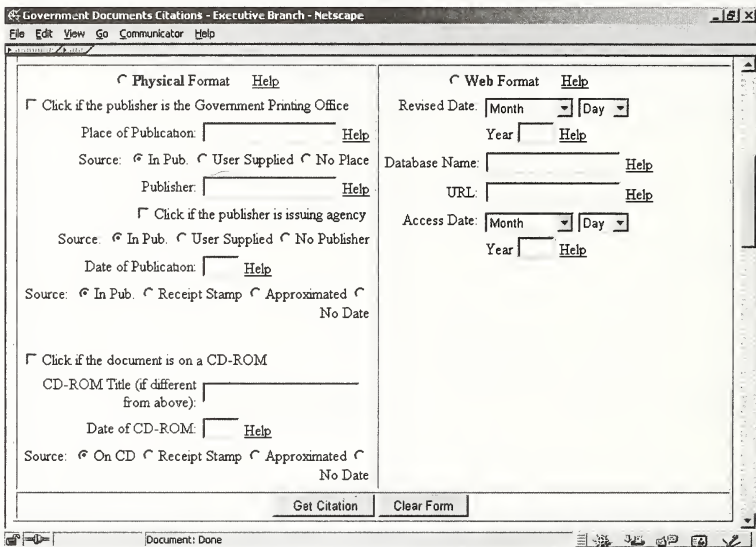 Government Documents Citations - Executive Branch - Netscape
File Edit View Go Communicator Help
Physical Format Help
Click if the publisher is the Government Printing Office
Place of Publication: Help
Source: In Pub. User Supplied No Place
Publisher: Help
Click if the publisher is issuing agency
Source: In Pub. User Supplied No Publisher
Date of Publication: Help
Source: In Pub. Receipt Stamp Approximated
No Date
Click if the document is on a CD-ROM
CD-ROM Title (if different
from above):
Date of CD-ROM: Help
Source: On CD Receipt Stamp Approximated
No Date
Web Format Help
Revised Date: Month Day
Year Help
Database Name: Help
URL: Help
Access Date: Month Day
Year Help
Get Citation Clear Form
Document: Done